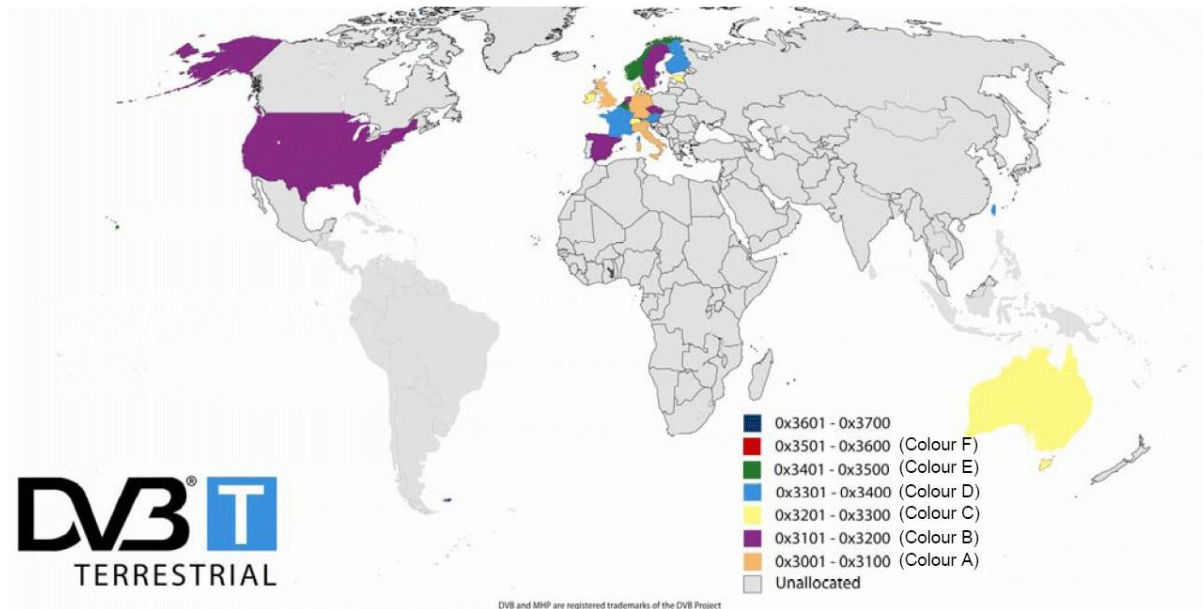 0x3601 - 0x3700
0x3501 - 0x3600 (Colour F)
0x3401 - 0x3500 (Colour E)
0x3301 - 0x3400 (Colour D)
0x3201 - 0x3300 (Colour C)
0x3101 - 0x3200 (Colour B)
0x3001 - 0x3100 (Colour A)
Unallocated
DVB® T
TERRESTRIAL
DVB and MHP are registered trademarks of the DVB Project